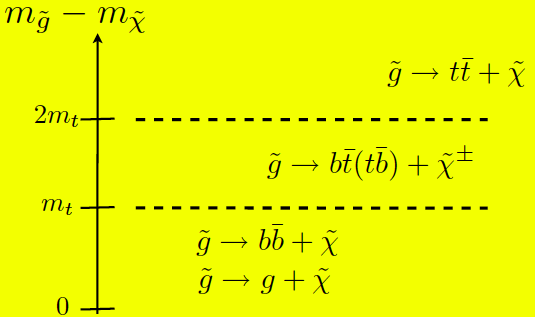 m_g̃ − m_χ̃
g̃ → tt̄ + χ̃
2m_t
g̃ → bt̄(tb̄) + χ̃^±
m_t
g̃ → bb̄ + χ̃
g̃ → g + χ̃
0